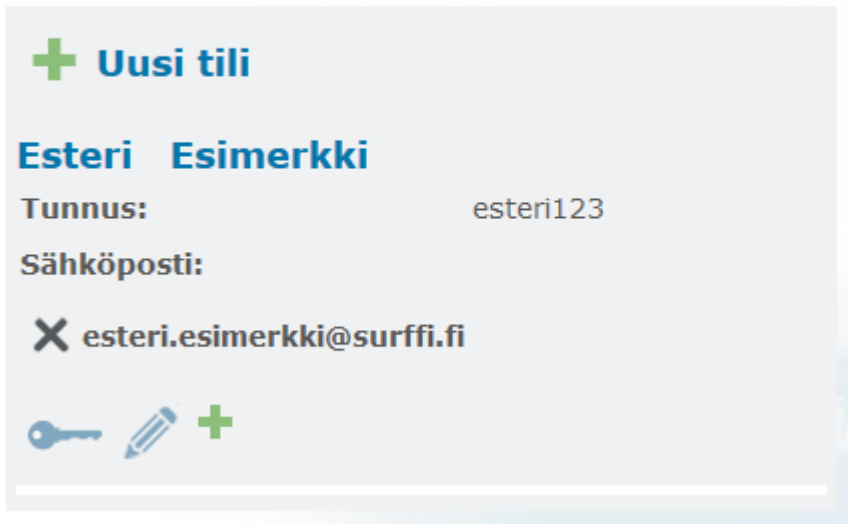 Uusi tili
Esteri Esimerkki
Tunnus: esteri123
Sähköposti:
esteri.esimerkki@surffi.fi